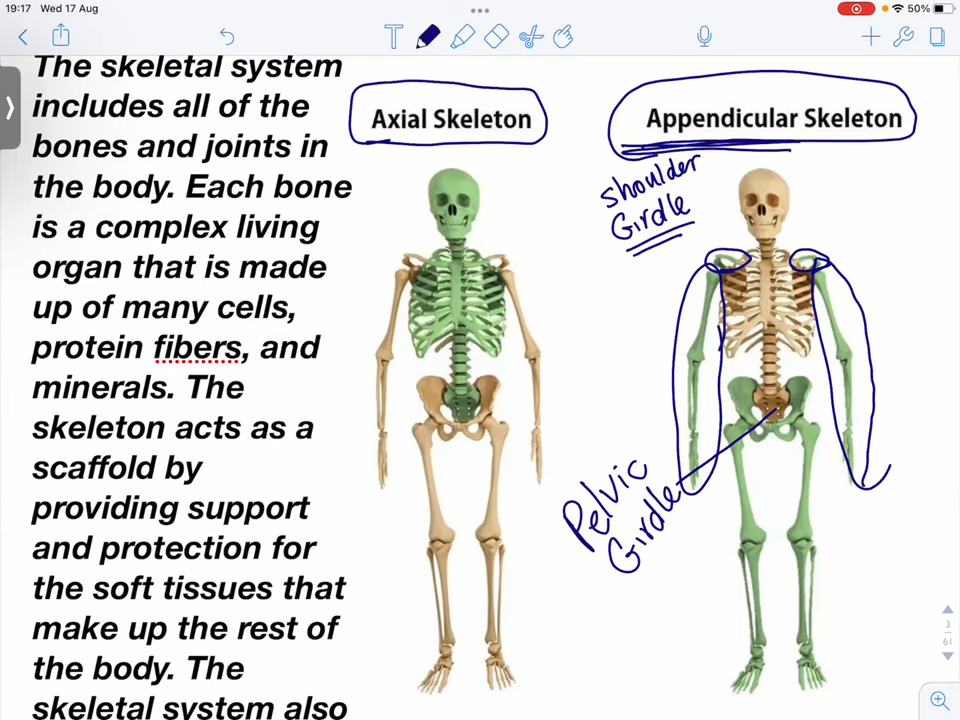 19:17 Wed 17 Aug
50%
T
The skeletal system
includes all of the
bones and joints in
the body. Each bone
is a complex living
organ that is made
up of many cells,
protein fibers, and
minerals. The
skeleton acts as a
scaffold by
providing support
and protection for
the soft tissues that
make up the rest of
the body. The
skeletal system also
Axial Skeleton
Appendicular Skeleton
shoulder
Girdle
Pelvic
Girdle
3
61